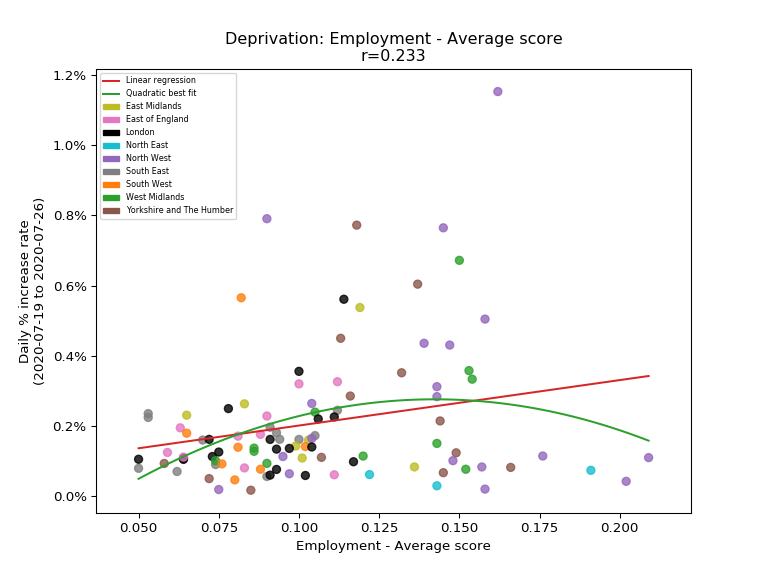 Deprivation: Employment - Average score
r=0.233
1.2%
1.0%
0.8%
0.6%
0.4%
0.2%
0.0%
Daily % increase rate
(2020-07-19 to 2020-07-26)
Linear regression
Quadratic best fit
East Midlands
East of England
London
North East
North West
South East
South West
West Midlands
Yorkshire and The Humber
0.050
0.075
0.100
0.125
0.150
0.175
0.200
Employment - Average score